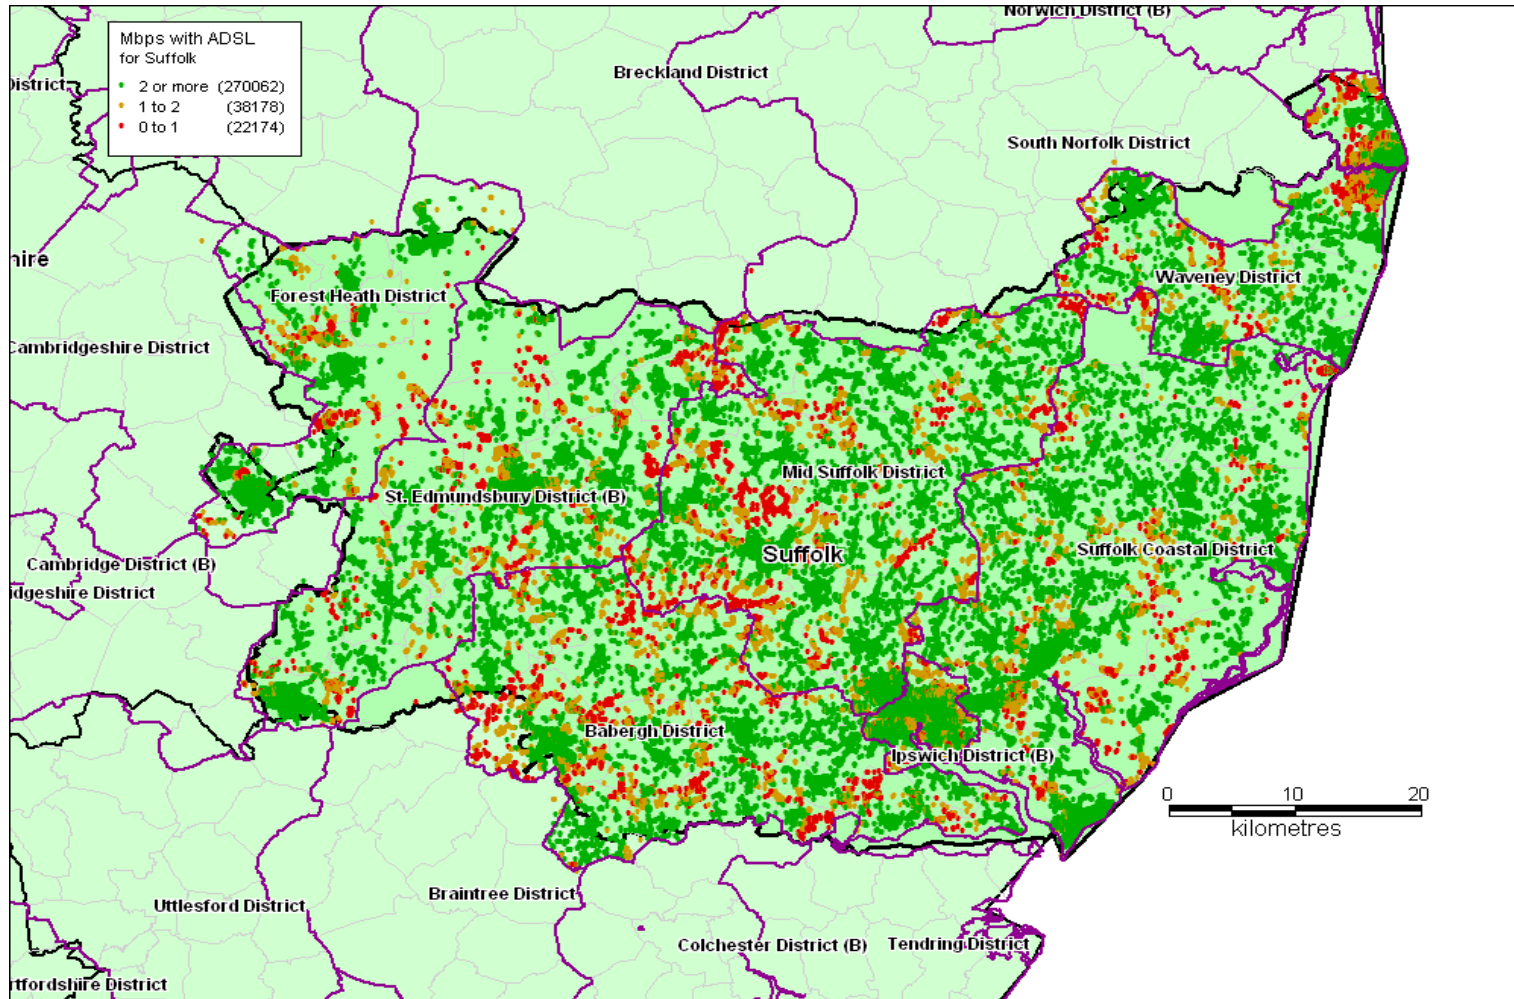 Norwich District (B)
Mbps with ADSL
for Suffolk
2 or more (270062)
1 to 2 (38178)
0 to 1 (22174)
District
Breckland District
South Norfolk District
hire
Waveney District
Forest Heath District
Cambridgeshire District
Mid Suffolk District
St. Edmundsbury District (B)
Suffolk
Suffolk Coastal District
Cambridge District (B)
idgeshire District
Babergh District
Ipswich District (B)
0 10 20
kilometres
Braintree District
Uttlesford District
Colchester District (B)
Tendring District
rtfordshire District